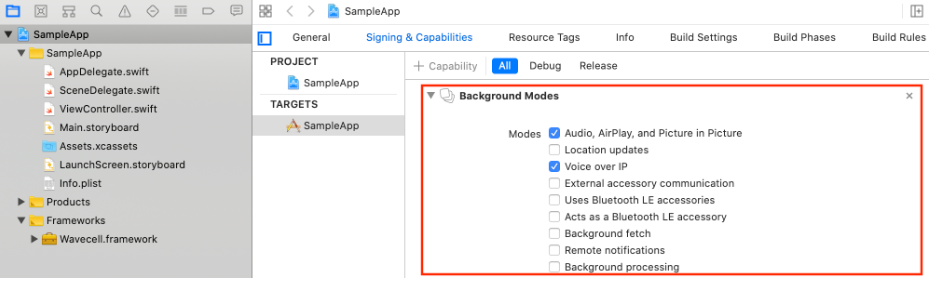 SampleApp
General
Signing & Capabilities
Resource Tags
Info
Build Settings
Build Phases
Build Rules
SampleApp
SampleApp
AppDelegate.swift
SceneDelegate.swift
ViewController.swift
Main.storyboard
Assets.xcassets
LaunchScreen.storyboard
Info.plist
Products
Frameworks
Wavecell.framework
PROJECT
SampleApp
TARGETS
SampleApp
+ Capability
All
Debug
Release
Background Modes
Modes
Audio, AirPlay, and Picture in Picture
Location updates
Voice over IP
External accessory communication
Uses Bluetooth LE accessories
Acts as a Bluetooth LE accessory
Background fetch
Remote notifications
Background processing